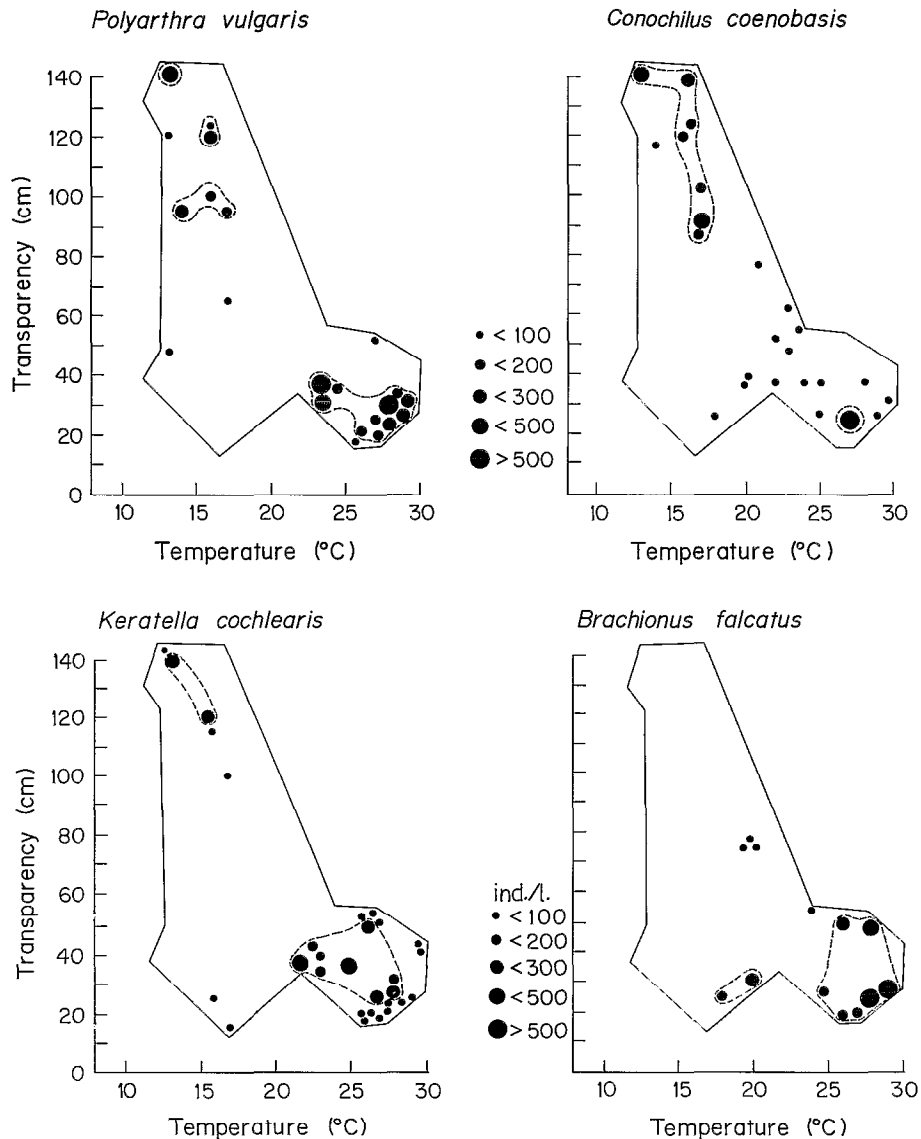 Polyarthra vulgaris
Conochilus coenobasis
Transparency (cm)
140
120
100
80
60
40
20
0
10 15 20 25 30
Temperature (°C)
< 100
< 200
< 300
< 500
> 500
10 15 20 25 30
Temperature (°C)
Keratella cochlearis
Brachionus falcatus
Transparency (cm)
140
120
100
80
60
40
20
0
10 15 20 25 30
Temperature (°C)
ind./l.
< 100
< 200
< 300
< 500
> 500
10 15 20 25 30
Temperature (°C)